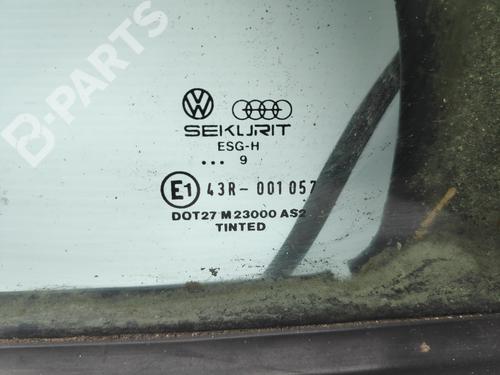 B-PARTS
SEKURIT
ESG-H
... 9
E1 43R-001057
DOT27 M23000 AS2
TINTED